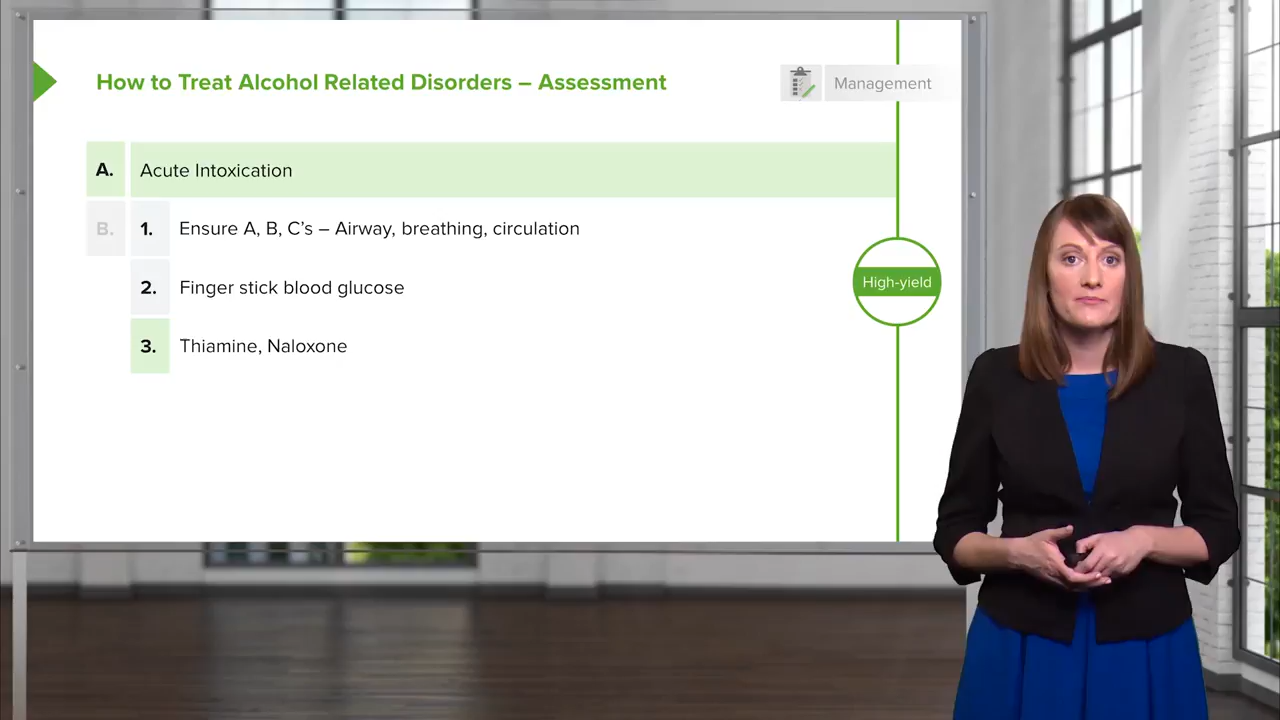 How to Treat Alcohol Related Disorders – Assessment
Management
A. Acute Intoxication
B. 1. Ensure A, B, C’s – Airway, breathing, circulation
2. Finger stick blood glucose
High-yield
3. Thiamine, Naloxone